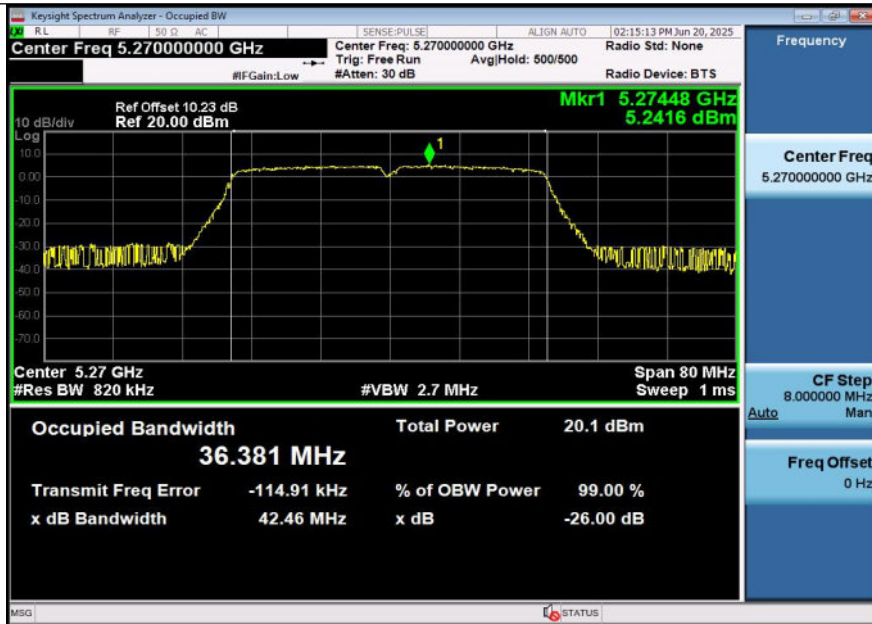 Keysight Spectrum Analyzer - Occupied BW
RL RF 50 Ω AC SENSE:PULSE ALIGN AUTO 02:15:13 PM Jun 20, 2025
Center Freq 5.270000000 GHz
Center Freq: 5.270000000 GHz
Radio Std: None
Trig: Free Run Avg|Hold: 500/500
#IFGain:Low
#Atten: 30 dB
Radio Device: BTS
Frequency
Ref Offset 10.23 dB
Mkr1 5.27448 GHz
10 dB/div
Ref 20.00 dBm
5.2416 dBm
Log
10.0
1
0.00
-10.0
-20.0
-30.0
-40.0
-50.0
-60.0
-70.0
Center 5.27 GHz
Span 80 MHz
#Res BW 820 kHz
#VBW 2.7 MHz
Sweep 1 ms
Occupied Bandwidth
Total Power 20.1 dBm
36.381 MHz
Transmit Freq Error -114.91 kHz % of OBW Power 99.00 %
x dB Bandwidth 42.46 MHz x dB -26.00 dB
Center Freq
5.270000000 GHz
CF Step
8.000000 MHz
Auto Man
Freq Offset
0 Hz
MSG
STATUS